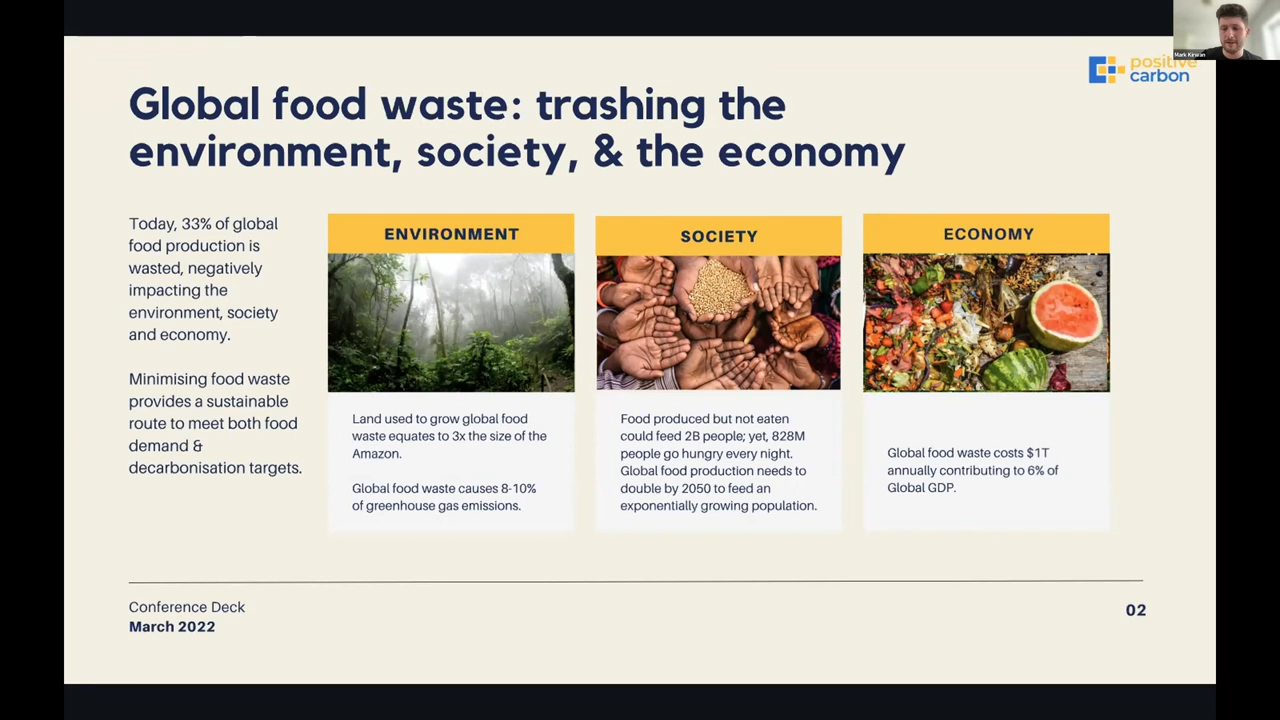 Mark Kirwan
positive
carbon
Global food waste: trashing the
environment, society, & the economy
Today, 33% of global
food production is
wasted, negatively
impacting the
environment, society
and economy.
Minimising food waste
provides a sustainable
route to meet both food
demand &
decarbonisation targets.
ENVIRONMENT
Land used to grow global food
waste equates to 3x the size of the
Amazon.
Global food waste causes 8-10%
of greenhouse gas emissions.
SOCIETY
Food produced but not eaten
could feed 2B people; yet, 828M
people go hungry every night.
Global food production needs to
double by 2050 to feed an
exponentially growing population.
ECONOMY
Global food waste costs $1T
annually contributing to 6% of
Global GDP.
Conference Deck
March 2022
02